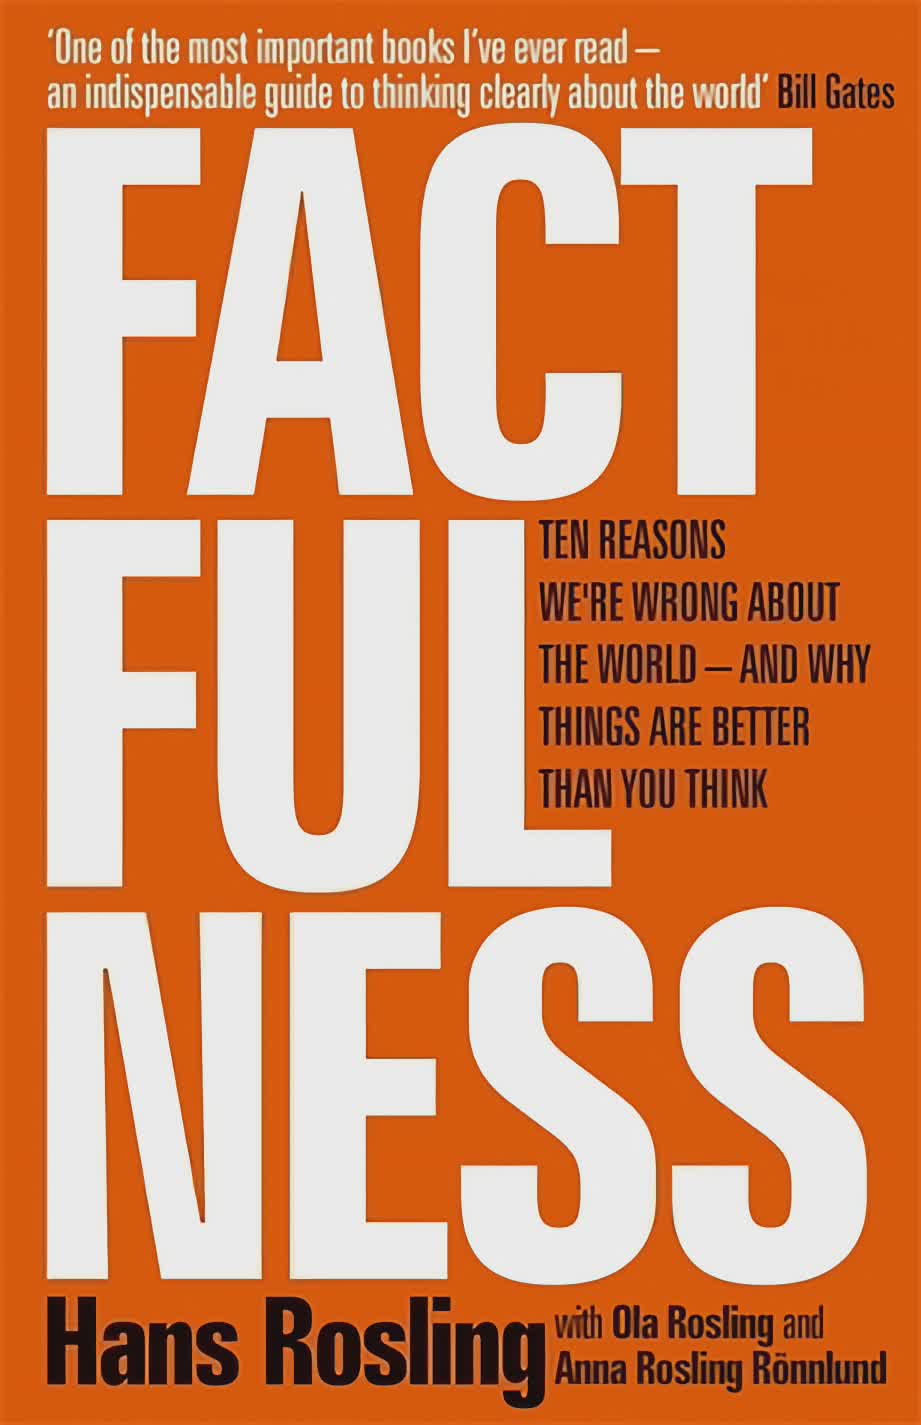 'One of the most important books I've ever read –
an indispensable guide to thinking clearly about the world' Bill Gates
FACT
FUL
TEN REASONS
WE'RE WRONG ABOUT
THE WORLD – AND WHY
THINGS ARE BETTER
THAN YOU THINK
NESS
Hans Rosling
with Ola Rosling and
Anna Rosling Rönnlund